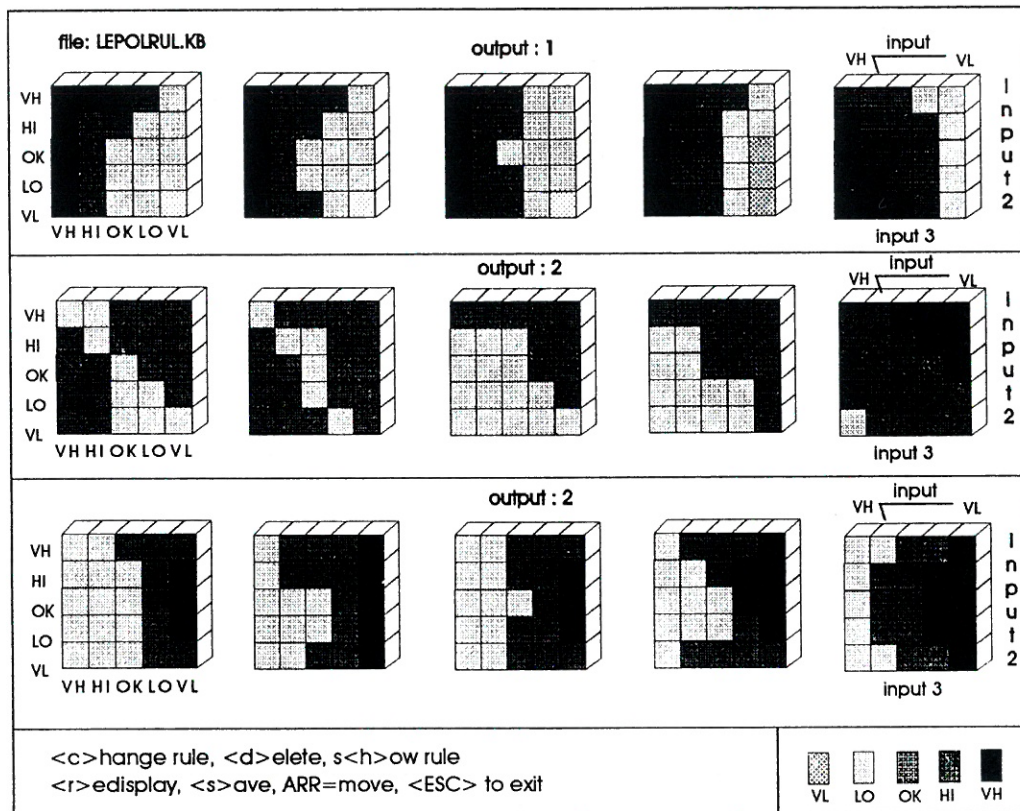 file: LEPOLRUL.KB
output : 1
input
VH VL
VH
HI
OK
LO
VL
VH HI OK LO VL
input 3
Input 2
output : 2
input
VH VL
VH
HI
OK
LO
VL
VH HI OK LO VL
input 3
Input 2
output : 2
input
VH VL
VH
HI
OK
LO
VL
VH HI OK LO VL
input 3
Input 2
<c>hange rule, <d>elete, s<h>ow rule
<r>edisplay, <s>ave, ARR=move, <ESC> to exit
VL LO OK HI VH